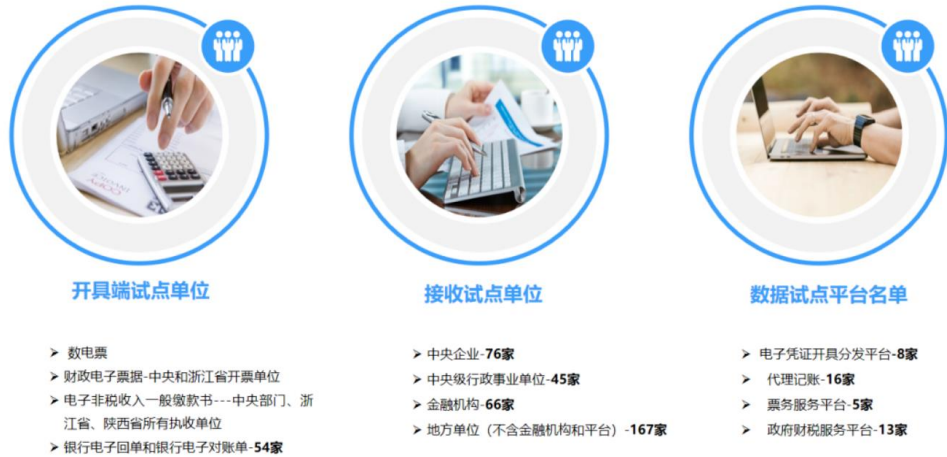 COPY
INVOICE
开具端试点单位
➢ 数电票
➢ 财政电子票据-中央和浙江省开票单位
➢ 电子非税收入一般缴款书---中央部门、浙
江省、陕西省所有执收单位
➢ 银行电子回单和银行电子对账单-54家
接收试点单位
➢ 中央企业-76家
➢ 中央级行政事业单位-45家
➢ 金融机构-66家
➢ 地方单位（不含金融机构和平台）-167家
数据试点平台名单
➢ 电子凭证开具分发平台-8家
➢ 代理记账-16家
➢ 票务服务平台-5家
➢ 政府财税服务平台-13家